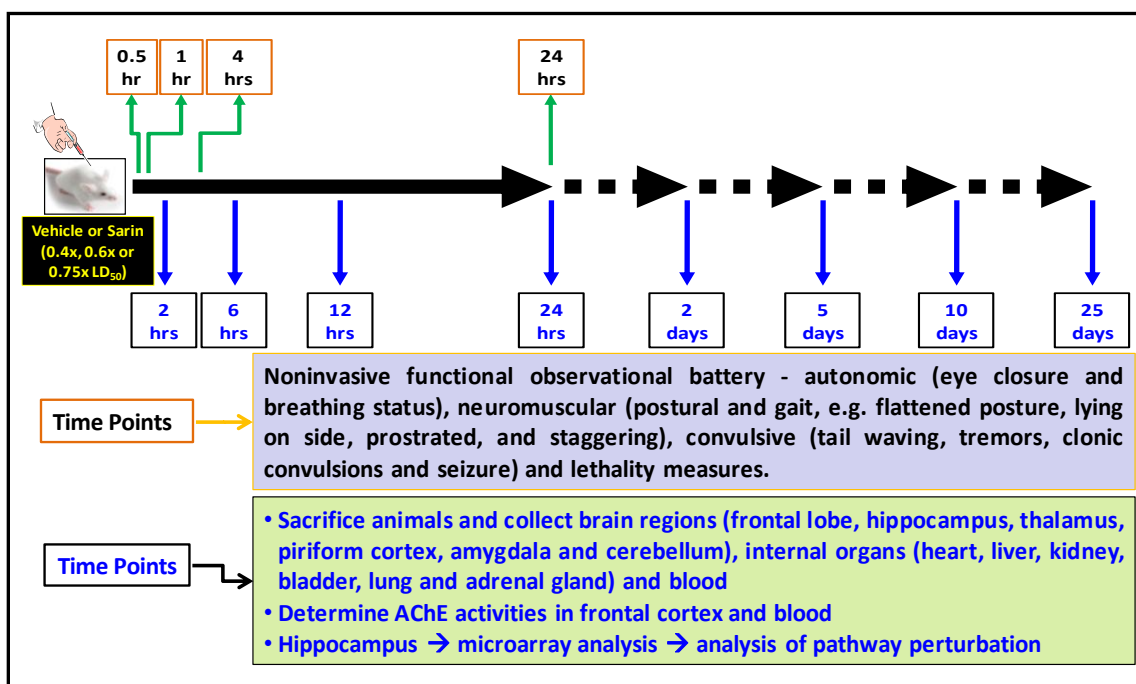 0.5
hr
1
hr
4
hrs
24
hrs
Vehicle or Sarin
(0.4x, 0.6x or
0.75x LD₅₀)
2
hrs
6
hrs
12
hrs
24
hrs
2
days
5
days
10
days
25
days
Time Points
Noninvasive functional observational battery - autonomic (eye closure and
breathing status), neuromuscular (postural and gait, e.g. flattened posture, lying
on side, prostrated, and staggering), convulsive (tail waving, tremors, clonic
convulsions and seizure) and lethality measures.
Time Points
• Sacrifice animals and collect brain regions (frontal lobe, hippocampus, thalamus,
piriform cortex, amygdala and cerebellum), internal organs (heart, liver, kidney,
bladder, lung and adrenal gland) and blood
• Determine AChE activities in frontal cortex and blood
• Hippocampus → microarray analysis → analysis of pathway perturbation